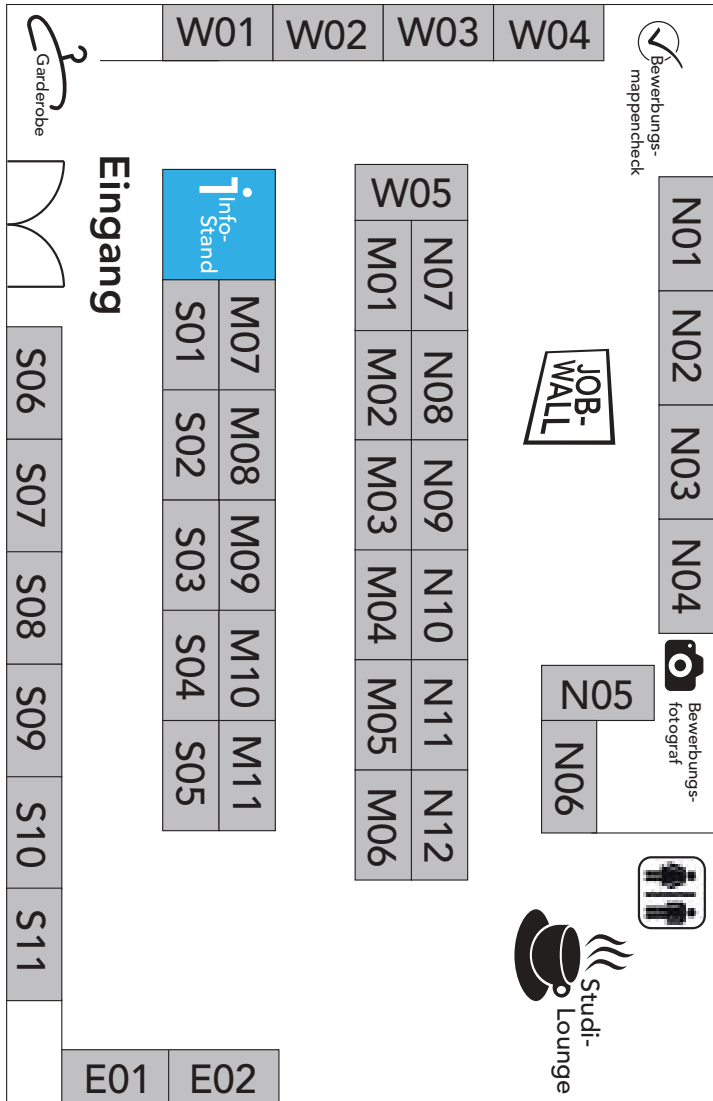 W01
W02
W03
W04
Garderobe
Bewerbungs-
mappencheck
Eingang
Info-
Stand
W05
N01
N02
N03
N04
M01
M02
M03
M04
M05
M06
N07
N08
N09
N10
N11
N12
S01
S02
S03
S04
S05
M07
M08
M09
M10
M11
JOB-
WALL
S06
S07
S08
S09
S10
S11
N05
N06
Bewerbungs-
fotograf
Studi-
Lounge
E01
E02